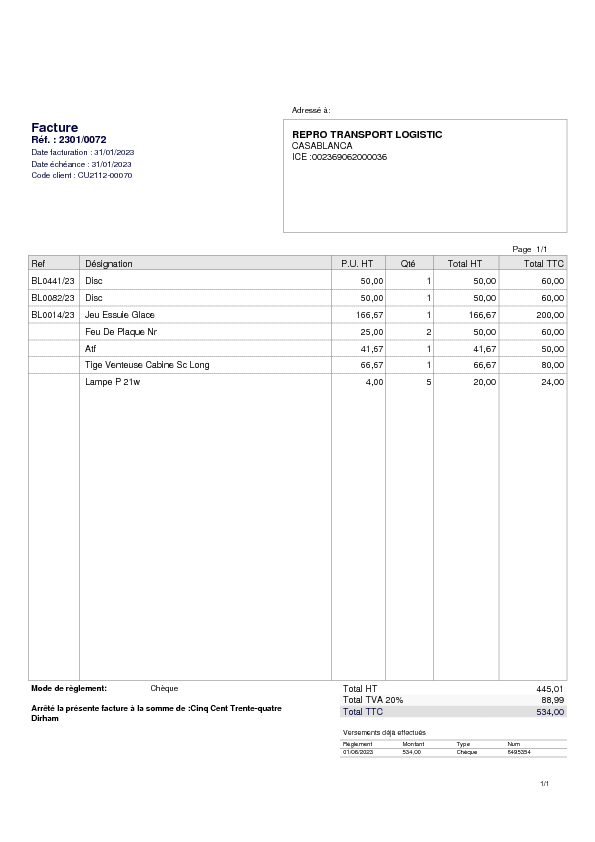 Adressé à:
Facture
Réf. : 2301/0072
Date facturation : 31/01/2023
Date échéance : 31/01/2023
Code client : CU2112-00070
REPRO TRANSPORT LOGISTIC
CASABLANCA
ICE :002369062000036
Page 1/1
Ref Désignation P.U. HT Qté Total HT Total TTC
BL0441/23 Disc 50,00 1 50,00 60,00
BL0082/23 Disc 50,00 1 50,00 60,00
BL0014/23 Jeu Essuie Glace 166,67 1 166,67 200,00
Feu De Plaque Nr 25,00 2 50,00 60,00
Atf 41,67 1 41,67 50,00
Tige Venteuse Cabine Sc Long 66,67 1 66,67 80,00
Lampe P 21w 4,00 5 20,00 24,00
Mode de règlement: Chèque
Arrêté la présente facture à la somme de :Cinq Cent Trente-quatre
Dirham
Total HT 445,01
Total TVA 20% 88,99
Total TTC 534,00
Versements déjà effectués
Règlement Montant Type Num
01/06/2023 534,00 Chèque 6495354
1/1